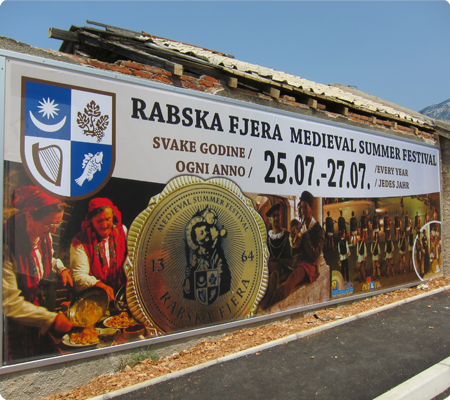 RABSKA FJERA MEDIEVAL SUMMER FESTIVAL
SVAKE GODINE /
OGNI ANNO /
25.07.-27.07.
/ EVERY YEAR
/ JEDES JAHR
MEDIEVAL SUMMER FESTIVAL
13 64
RABSKA FJERA